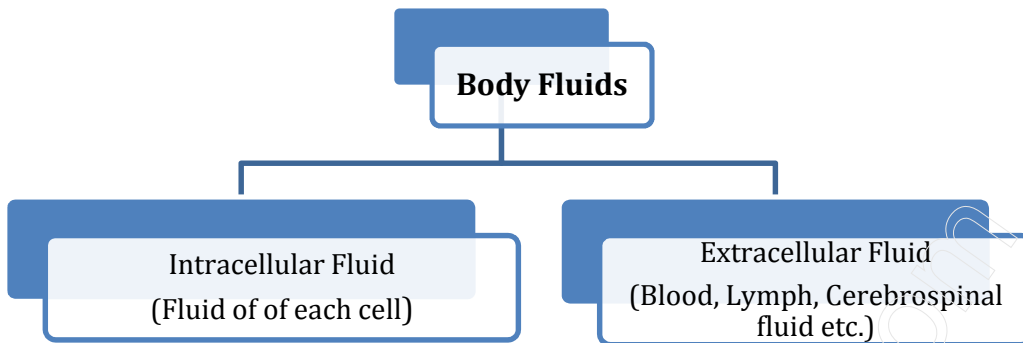 Body Fluids
Intracellular Fluid
(Fluid of of each cell)
Extracellular Fluid
(Blood, Lymph, Cerebrospinal
fluid etc.)